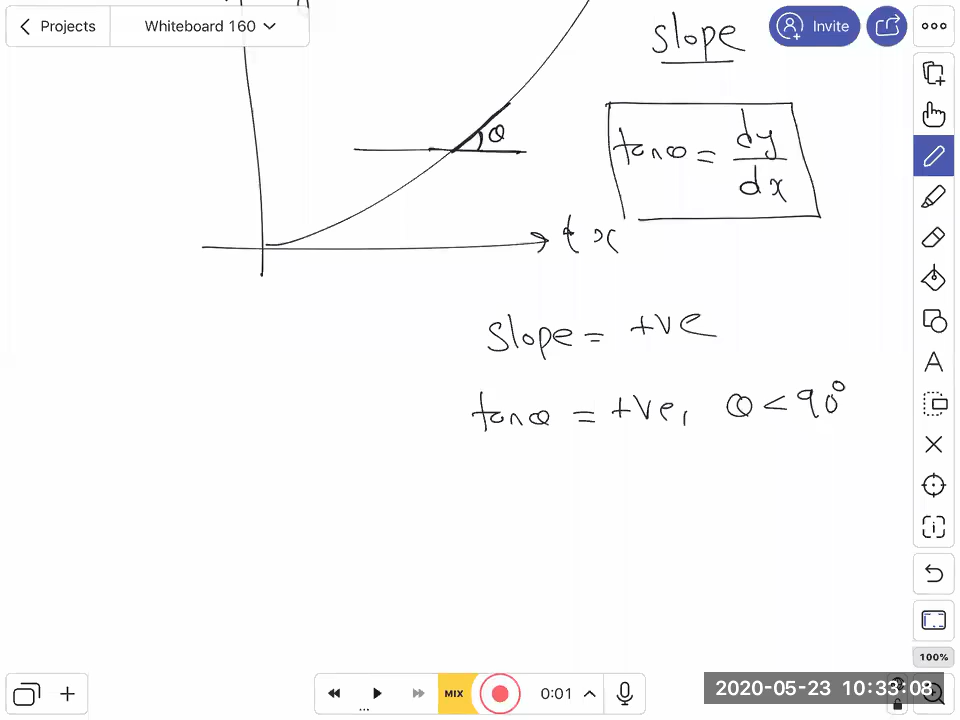 Projects
Whiteboard 160
Invite
slope
θ
tanθ = dy/dx
t x
slope = +ve
tanθ = +ve, θ < 90°
A
100%
MIX
0:01
2020-05-23 10:33:08